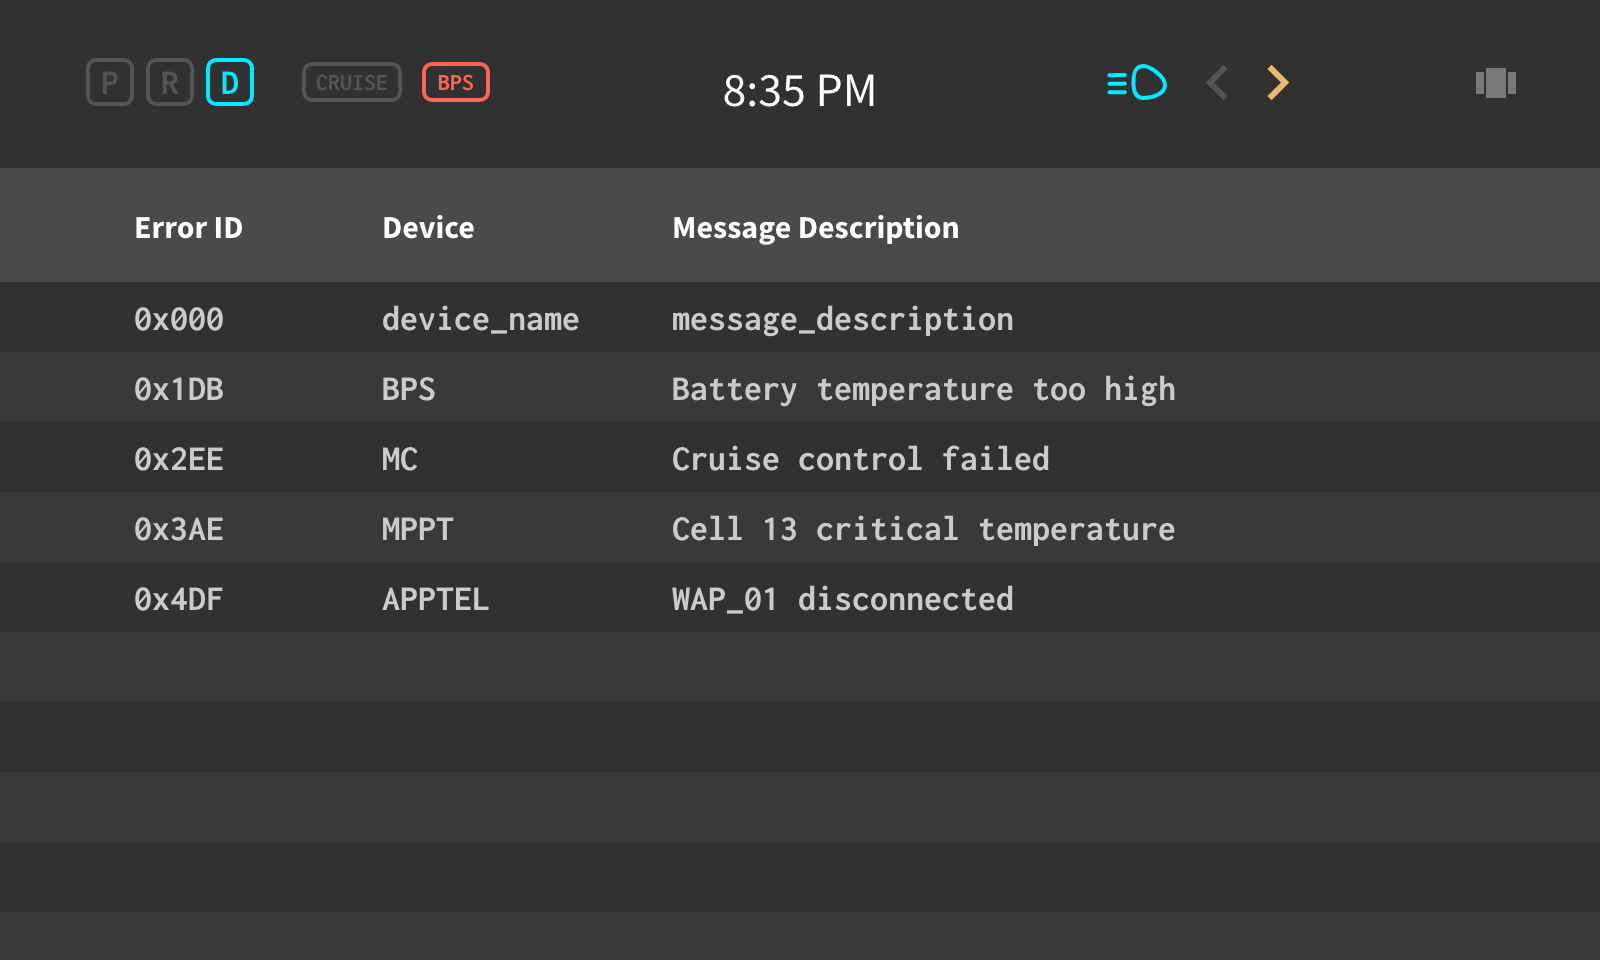 P R D CRUISE BPS 8:35 PM
Error ID Device Message Description
0x000 device_name message_description
0x1DB BPS Battery temperature too high
0x2EE MC Cruise control failed
0x3AE MPPT Cell 13 critical temperature
0x4DF APPTEL WAP_01 disconnected